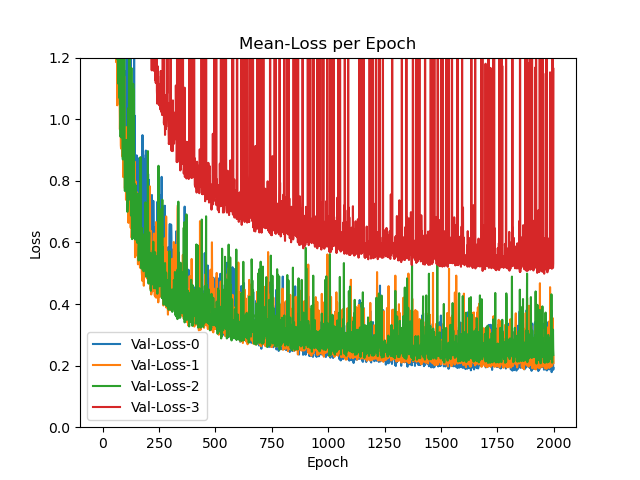 Mean-Loss per Epoch
1.2
1.0
0.8
0.6
0.4
0.2
0.0
Loss
Val-Loss-0
Val-Loss-1
Val-Loss-2
Val-Loss-3
0 250 500 750 1000 1250 1500 1750 2000
Epoch